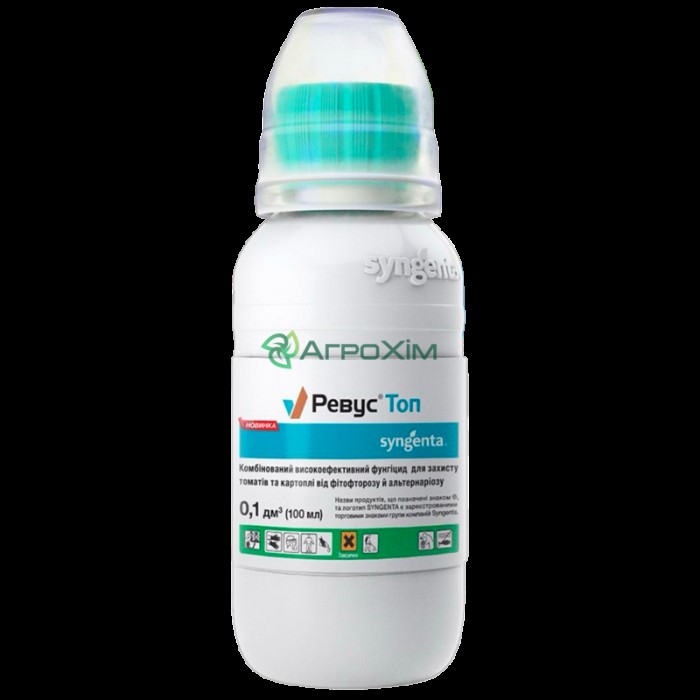 syngenta
АгроХім
Ревус® Топ
НОВИНКА
syngenta
Комбінований високоефективний фунгіцид для захисту
томатів та картоплі від фітофторозу й альтернаріозу
0,1 дм³ (100 мл)
Назви продуктів, що позначені знаком ®,
та логотип SYNGENTA є зареєстрованими
торговими знаками групи компаній Syngenta.